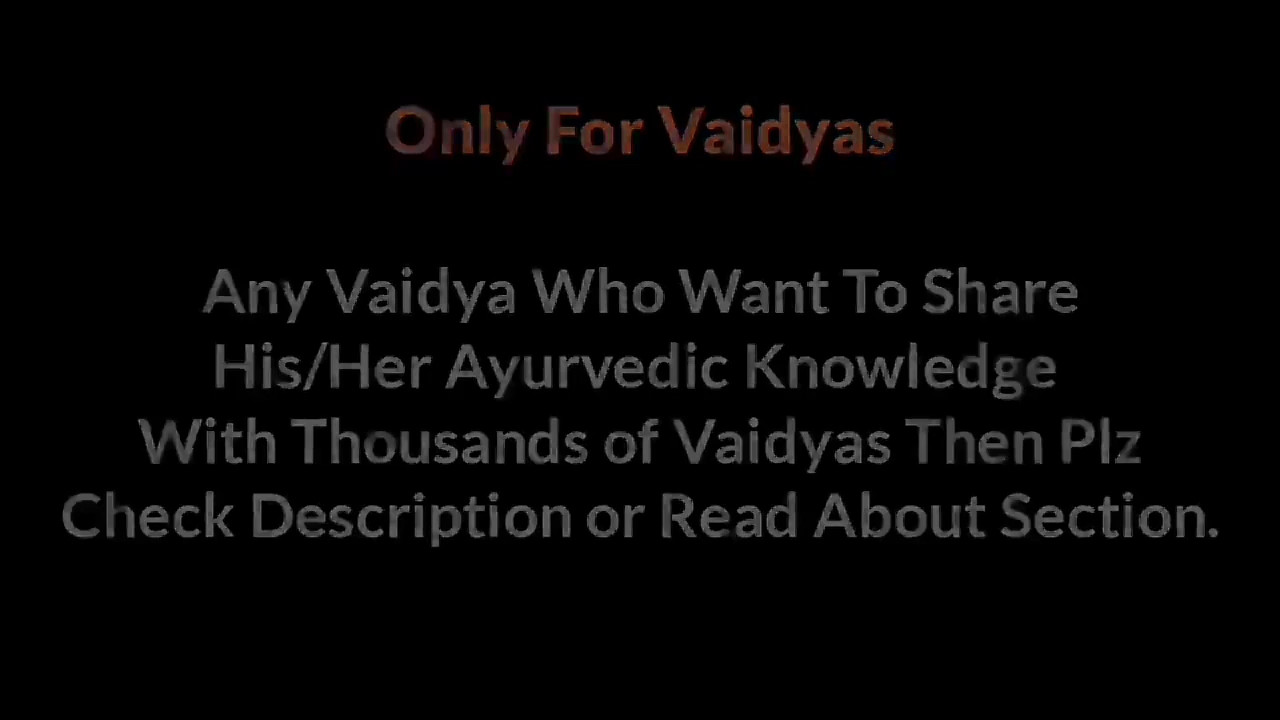 Only For Vaidyas
Any Vaidya Who Want To Share
His/Her Ayurvedic Knowledge
With Thousands of Vaidyas Then Plz
Check Description or Read About Section.